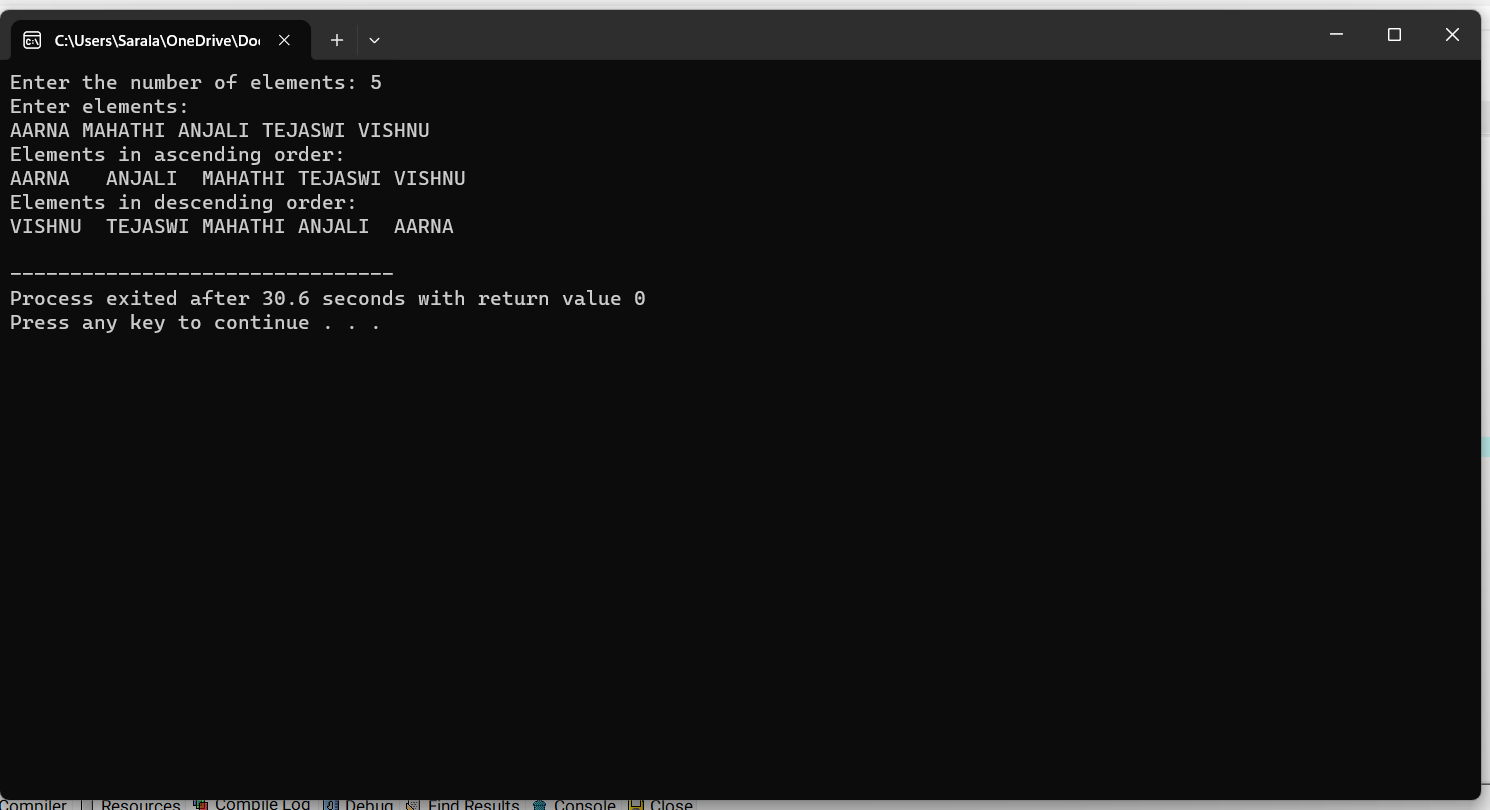 C:\Users\Sarala\OneDrive\Do
Enter the number of elements: 5
Enter elements:
AARNA MAHATHI ANJALI TEJASWI VISHNU
Elements in ascending order:
AARNA   ANJALI  MAHATHI TEJASWI VISHNU
Elements in descending order:
VISHNU  TEJASWI MAHATHI ANJALI  AARNA
--------------------------------
Process exited after 30.6 seconds with return value 0
Press any key to continue . . .
Compiler Resources Compile Log Debug Find Results Console Close